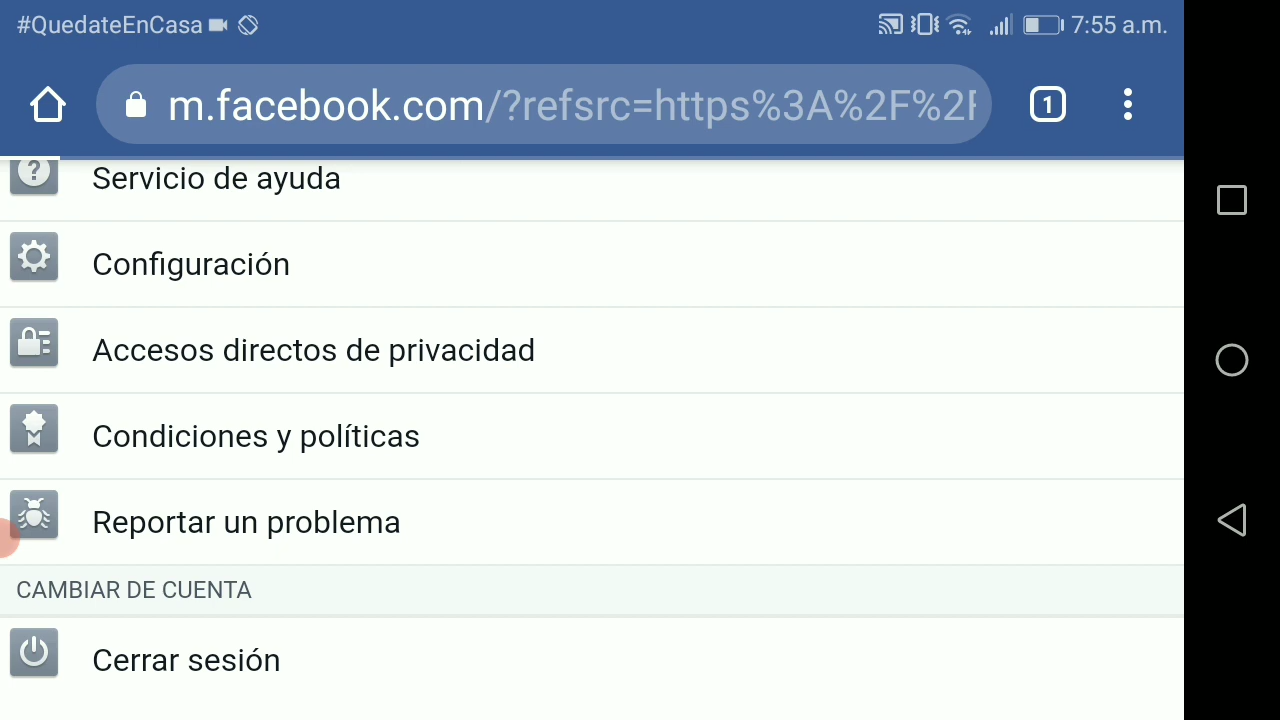 #QuedateEnCasa 7:55 a.m.
m.facebook.com/?refsrc=https%3A%2F%2F 1
Servicio de ayuda
Configuración
Accesos directos de privacidad
Condiciones y políticas
Reportar un problema
CAMBIAR DE CUENTA
Cerrar sesión